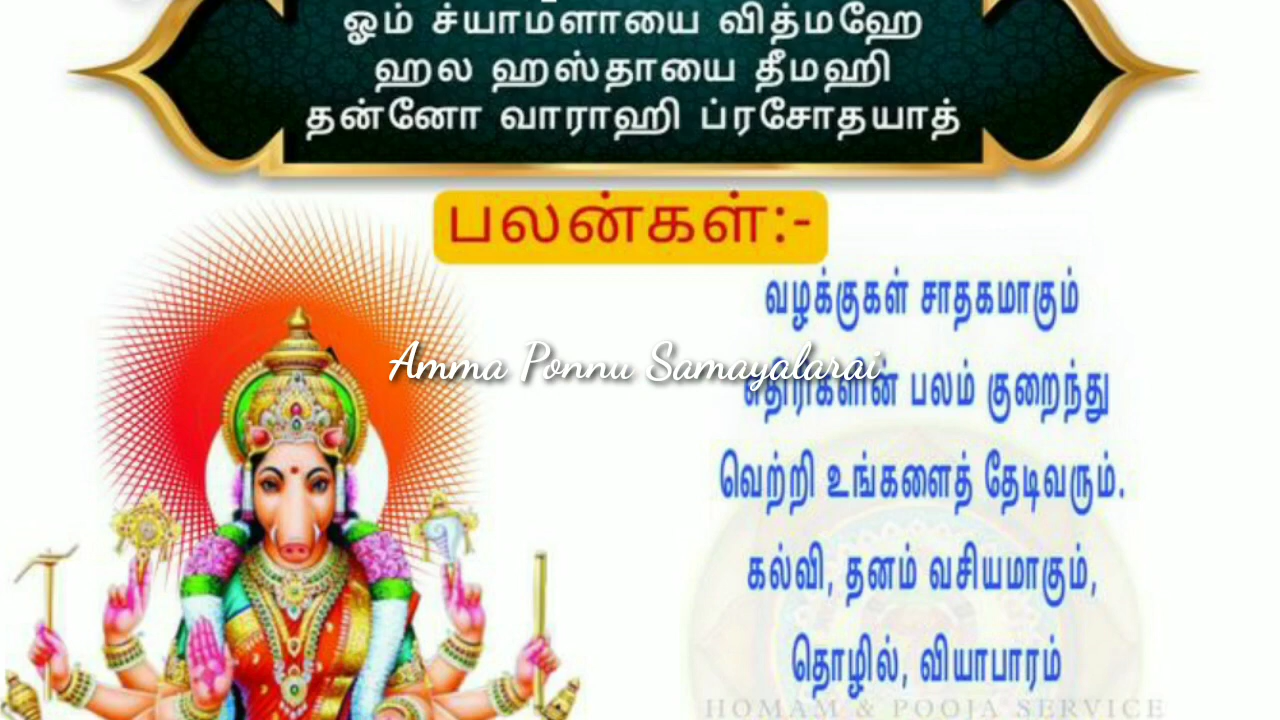 ஓம் ச்யாமளாயை வித்மஹே
ஹல ஹஸ்தாயை தீமஹி
தன்னோ வாராஹி ப்ரசோதயாத்
பலன்கள்:-
வழக்குகள் சாதகமாகும்
Amma Ponnu Samayalarai
பலம் குறைந்து
வெற்றி உங்களைத் தேடிவரும்.
கல்வி, தனம் வசியமாகும்,
தொழில், வியாபாரம்
HOMAM & POOJA SERVICE